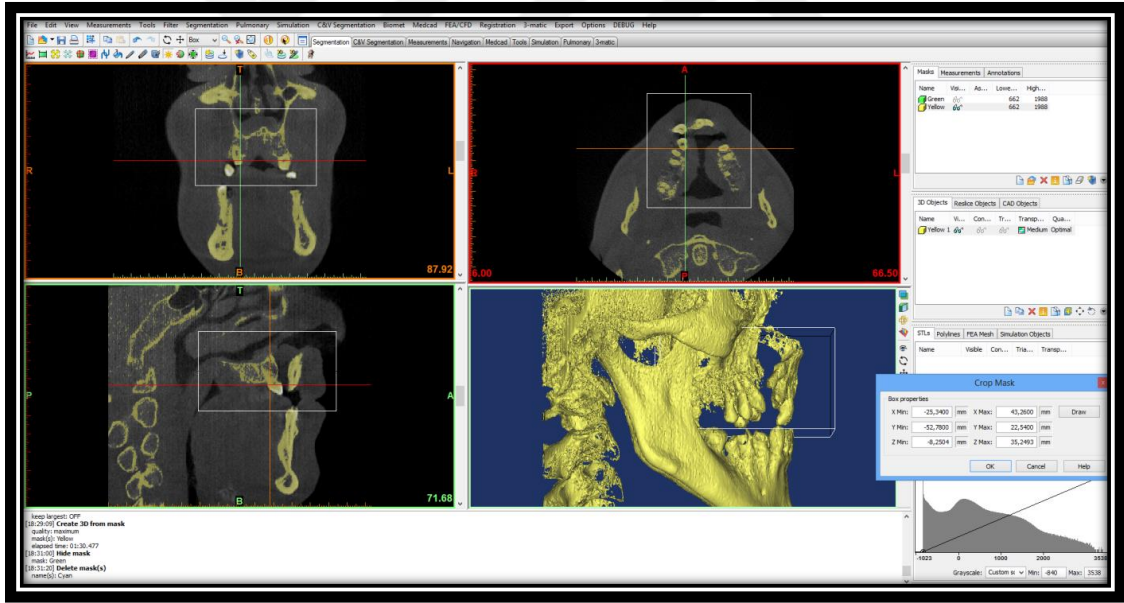 File Edit View Measurements Tools Filter Segmentation Pulmonary Simulation C&V Segmentation Biomet Medcad FEA/CFD Registration 3-matic Export Options DEBUG Help
Box
Segmentation C&V Segmentation Measurements Navigation Medcad Tools Simulation Pulmonary 3-matic
T
R
L
B
87.92
A
L
P
6.00
66.50
T
P
A
B
71.68
Masks Measurements Annotations
Name Vis... As... Lowe... High...
Green 662 1988
Yellow 662 1988
3D Objects Reslice Objects CAD Objects
Name Vi... Con... Tr... Transp... Qua...
Yellow 1 Medium Optimal
STLs Polylines FEA Mesh Simulation Objects
Name Visible Con... Tria... Transp...
Crop Mask
Box properties
X Min: -25,3400 mm X Max: 43,2600 mm Draw
Y Min: -52,7800 mm Y Max: 22,5400 mm
Z Min: -8,2504 mm Z Max: 35,2493 mm
OK Cancel Help
-1023 0 1000 2000 3538
Grayscale: Custom sc Min: -840 Max: 3538
keep largest: OFF
[18:29:09] Create 3D from mask
quality: maximum
mask(s): Yellow
elapsed time: 01:30.477
[18:31:00] Hide mask
mask: Green
[18:31:20] Delete mask(s)
name(s): Cyan